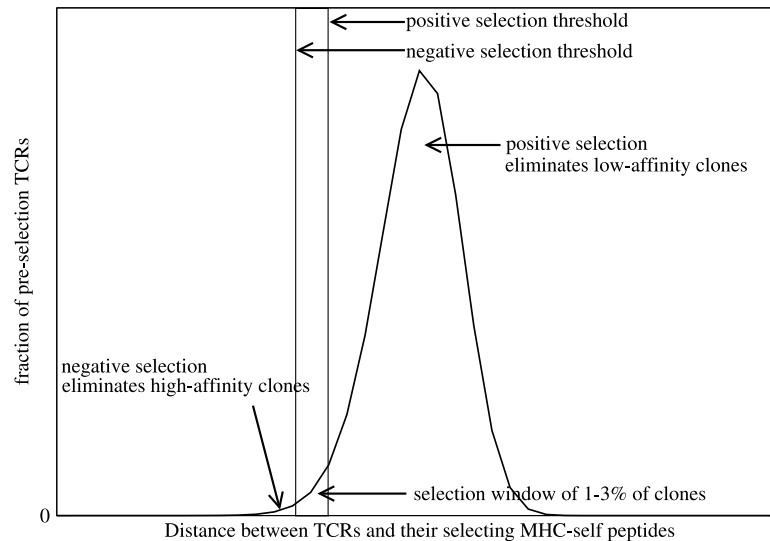 positive selection threshold
negative selection threshold
positive selection
eliminates low-affinity clones
fraction of pre-selection TCRs
negative selection
eliminates high-affinity clones
selection window of 1-3% of clones
0
Distance between TCRs and their selecting MHC-self peptides